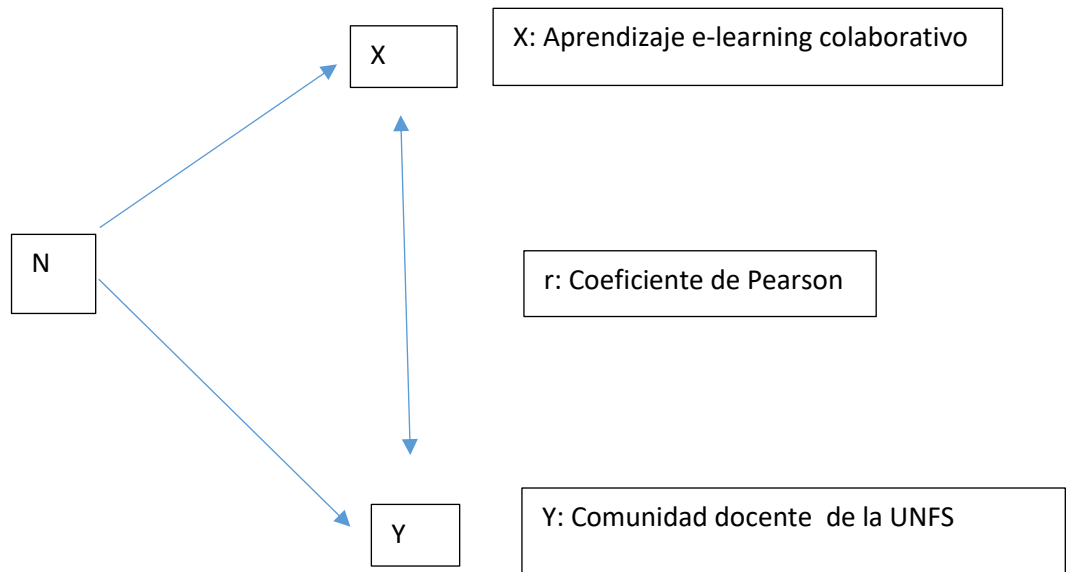 X
X: Aprendizaje e-learning colaborativo
N
r: Coeficiente de Pearson
Y
Y: Comunidad docente  de la UNFS